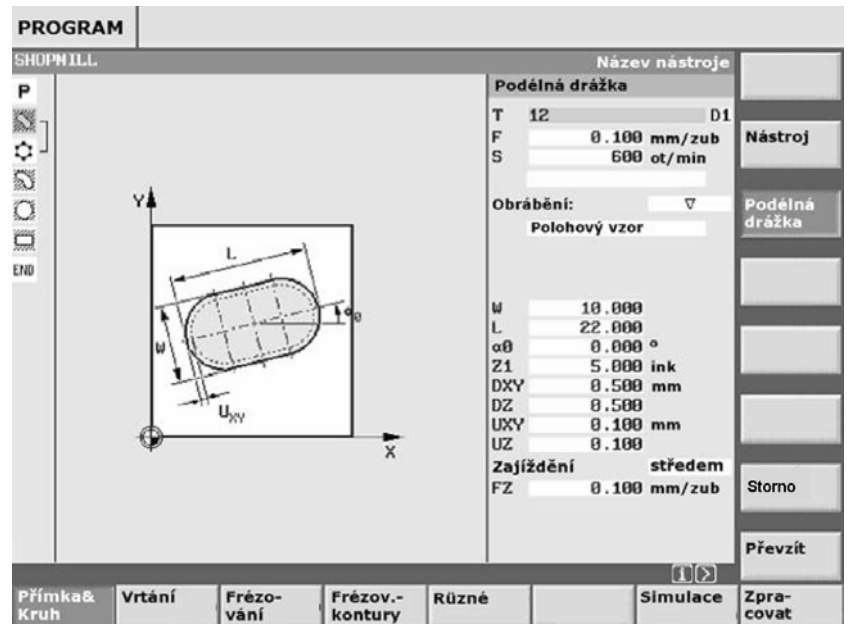 PROGRAM
SHOPMILL Název nástroje
P
END
Y
L
W
α0
UXY
X
Podélná drážka
T 12 D1
F 0.100 mm/zub
S 600 ot/min
Obrábění: ▽
Polohový vzor
W 10.000
L 22.000
α0 0.000 °
Z1 5.000 ink
DXY 0.500 mm
DZ 0.500
UXY 0.100 mm
UZ 0.100
Zajíždění středem
FZ 0.100 mm/zub
Nástroj
Podélná
drážka
Storno
Převzít
Přímka&
Kruh
Vrtání
Frézo-
vání
Frézov.-
kontury
Různé
Simulace
Zpra-
covat